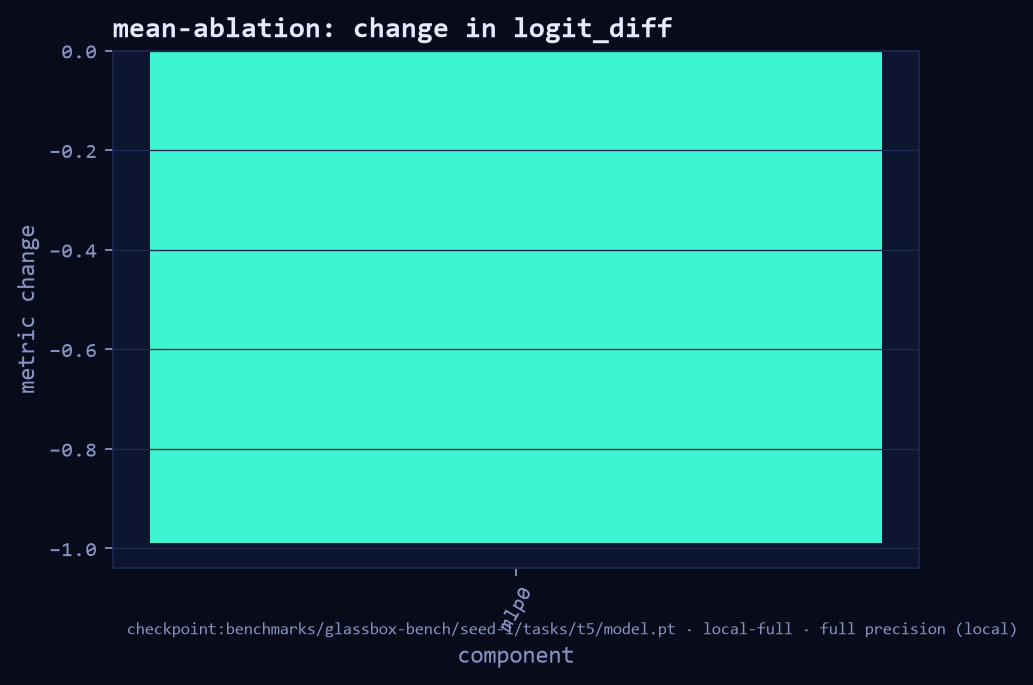 mean-ablation: change in logit_diff
0.0
−0.2
−0.4
−0.6
−0.8
−1.0
metric change
mlp0
checkpoint:benchmarks/glassbox-bench/seed-1/tasks/t5/model.pt · local-full · full precision (local)
component